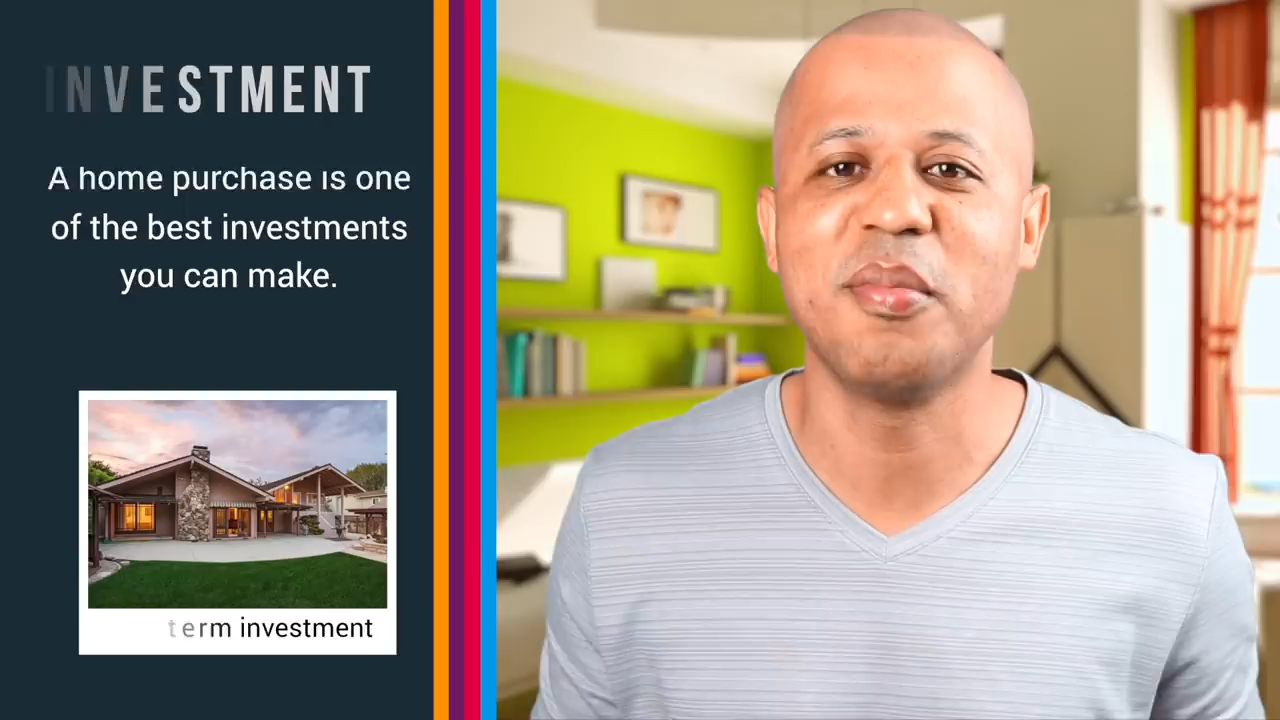 INVESTMENT
A home purchase is one
of the best investments
you can make.
term investment